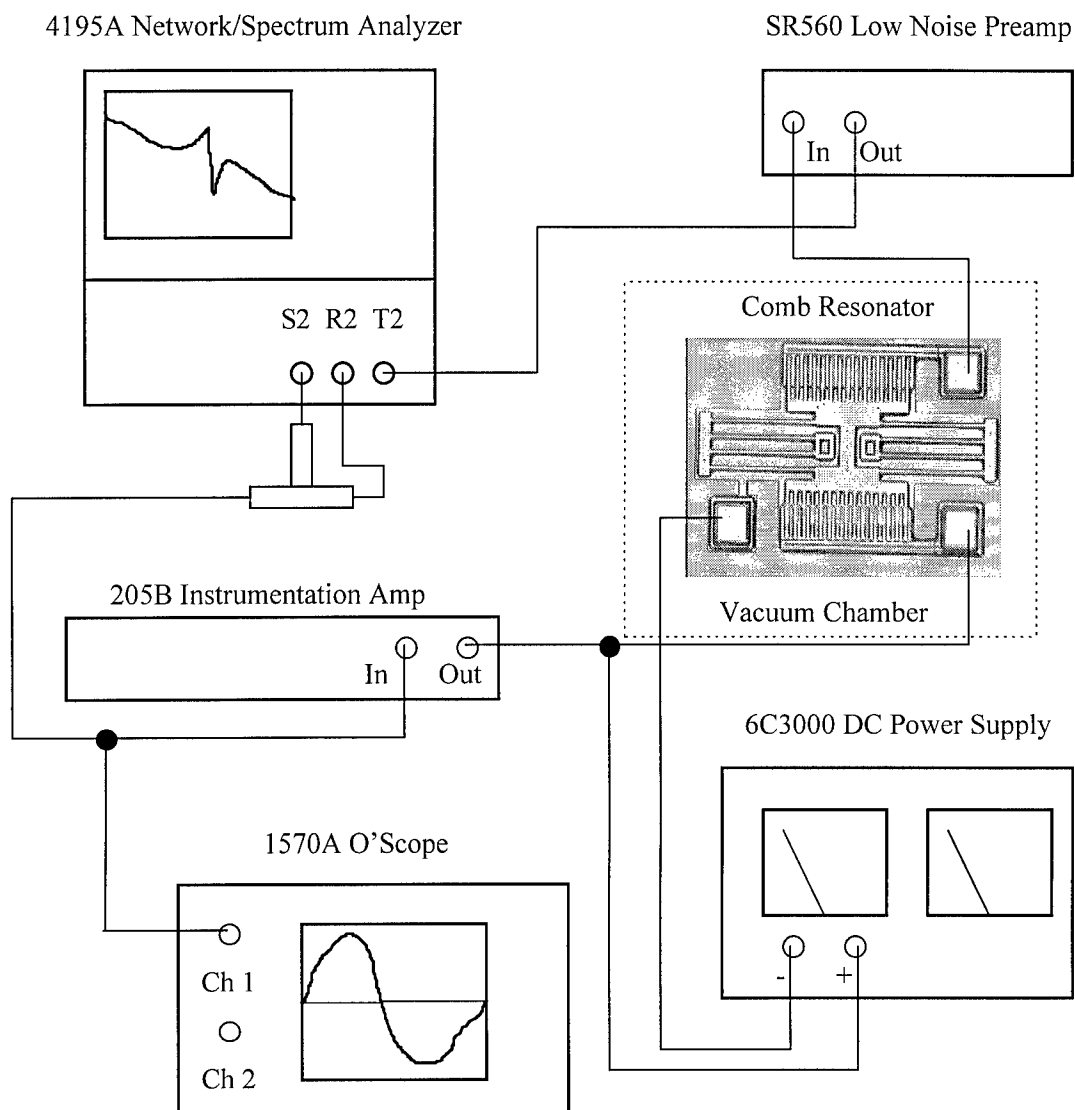 4195A Network/Spectrum Analyzer
SR560 Low Noise Preamp
In Out
S2 R2 T2
Comb Resonator
Vacuum Chamber
205B Instrumentation Amp
In Out
6C3000 DC Power Supply
- +
1570A O'Scope
Ch 1
Ch 2